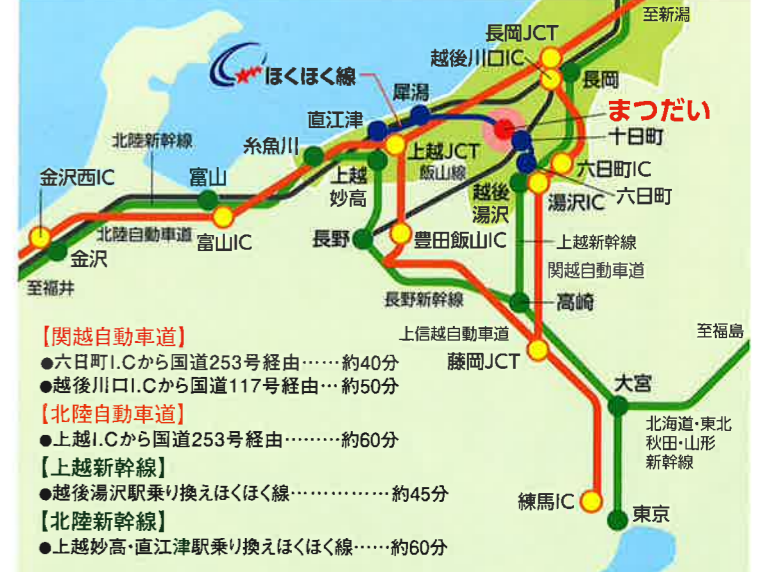 至新潟
長岡JCT
越後川口IC
長岡
ほくほく線
犀潟
まつだい
直江津
十日町
北陸新幹線
糸魚川
上越JCT
六日町IC
金沢西IC
富山
上越
妙高
飯山線
越後
湯沢
湯沢IC
六日町
北陸自動車道
富山IC
長野
豊田飯山IC
上越新幹線
金沢
関越自動車道
至福井
長野新幹線
高崎
【関越自動車道】
上信越自動車道
至福島
●六日町I.Cから国道253号経由……約40分
藤岡JCT
●越後川口I.Cから国道117号経由…約50分
大宮
【北陸自動車道】
北海道・東北
秋田・山形
新幹線
●上越I.Cから国道253号経由………約60分
【上越新幹線】
●越後湯沢駅乗り換えほくほく線……………約45分
練馬IC
東京
【北陸新幹線】
●上越妙高・直江津駅乗り換えほくほく線……約60分